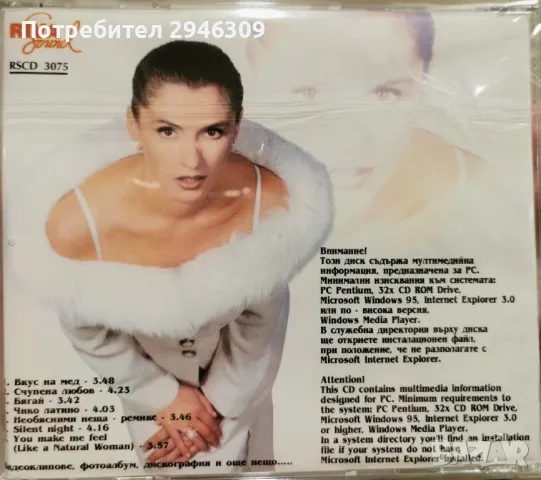 Потребител 2946309
Sound
RSCD 3075
Внимание!
Този диск съдържа мултимедийна
информация, предназначена за PC.
Минимални изисквания към системата:
PC Pentium, 32x CD ROM Drive,
Microsoft Windows 95, Internet Explorer 3.0
или по - висока версия.
Windows Media Player.
В служебна директория върху диска
ще откриете инсталационен файл,
при положение, че не разполагате с
Microsoft Internet Explorer.
. Вкус на мед - 3.48
. Счупена любов - 4.23
. Бягай - 3.42
. Чико латино - 4.03
. Необясними неща - ремикс - 3.46
. Silent night - 4.16
. You make me feel
(Like a Natural Woman) - 3.57
идеоклипове, фотоалбум, дискография и още нещо.....
Attention!
This CD contains multimedia information
designed for PC. Minimum requirements to
the system: PC Pentium, 32x CD ROM Drive,
Microsoft Windows 95, Internet Explorer 3.0
or higher. Windows Media Player.
In a system directory you'll find an installation
file if your system do not have
Microsoft Internet Explorer installed.
BAZAR